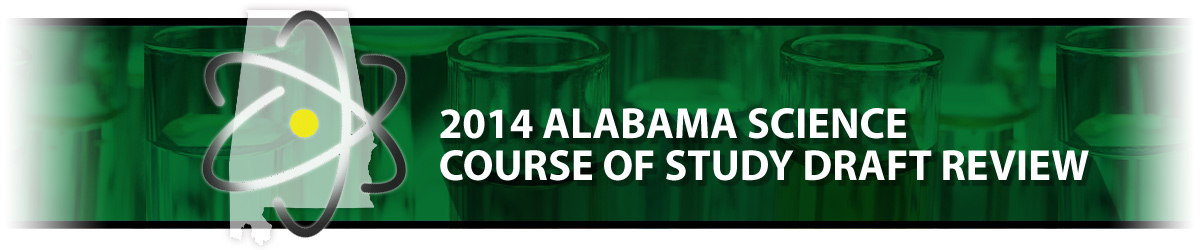 2014 ALABAMA SCIENCE
COURSE OF STUDY DRAFT REVIEW